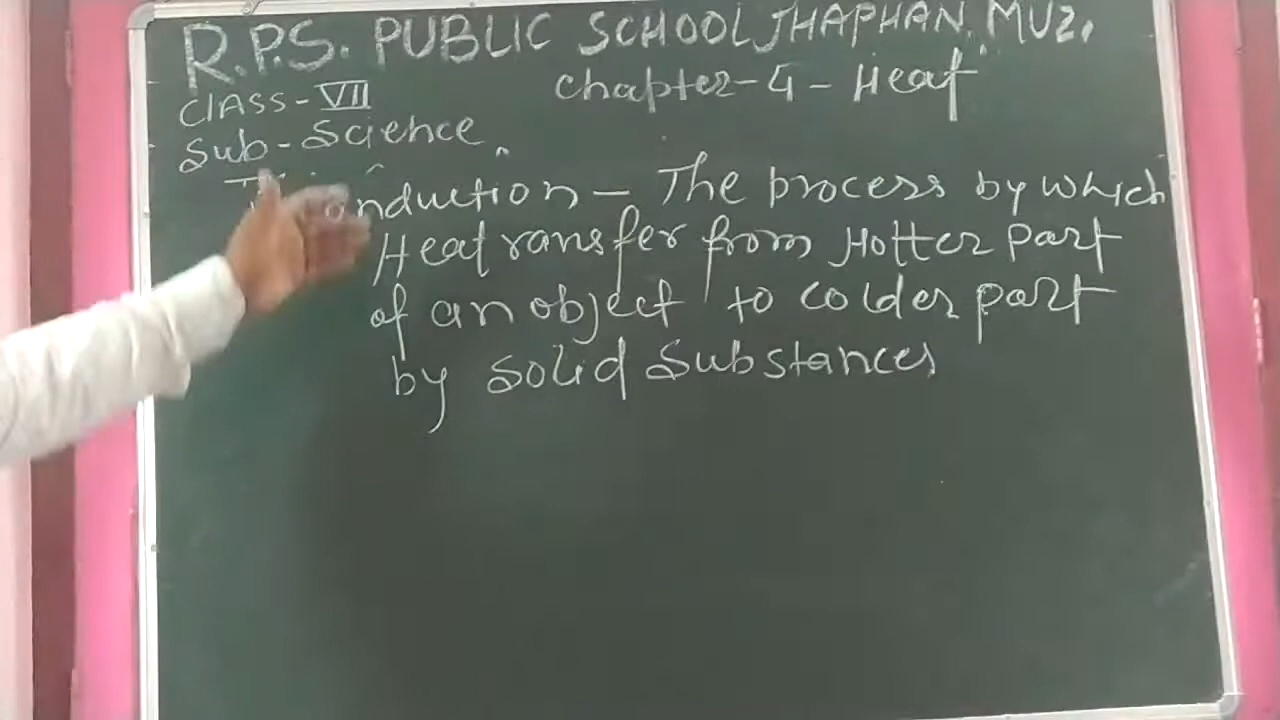 R.P.S. PUBLIC SCHOOL JHAPHAN, MUZ.
Chapter-4 - Heat
CLASS-VII
Sub-Science
Conduction - The process by which
Heat ransfer from Hotter part
of an object to colder part
by solid substances